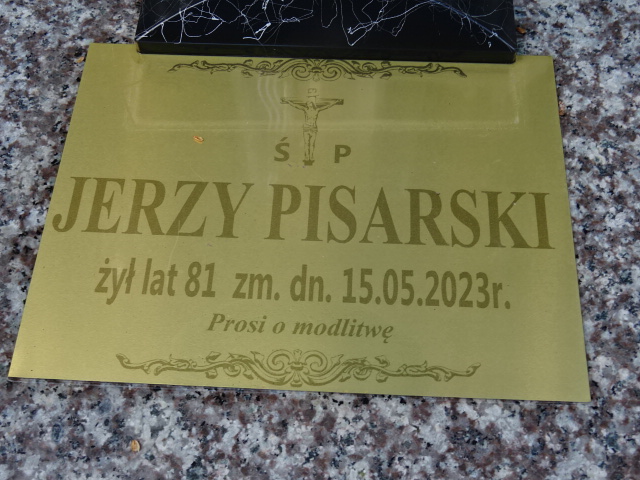 Ś P
JERZY PISARSKI
żył lat 81 zm. dn. 15.05.2023r.
Prosi o modlitwę